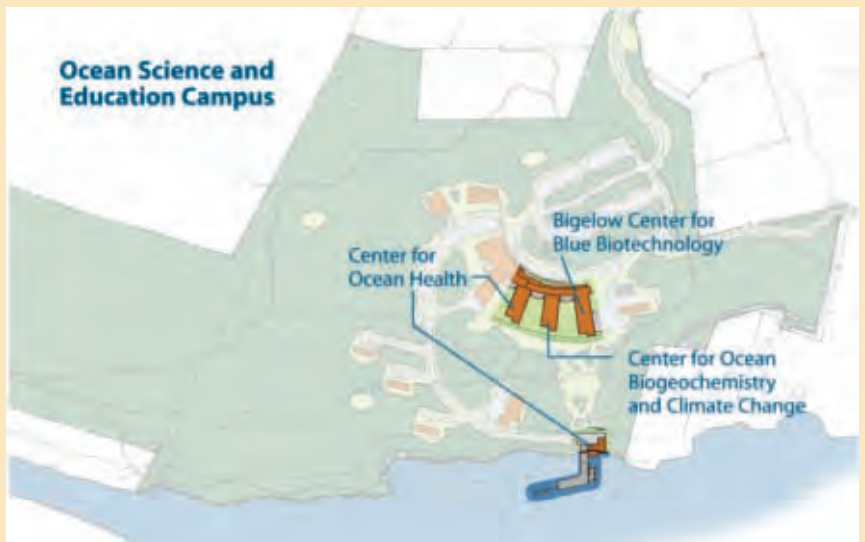 Ocean Science and
Education Campus
Bigelow Center for
Blue Biotechnology
Center for
Ocean Health
Center for Ocean
Biogeochemistry
and Climate Change